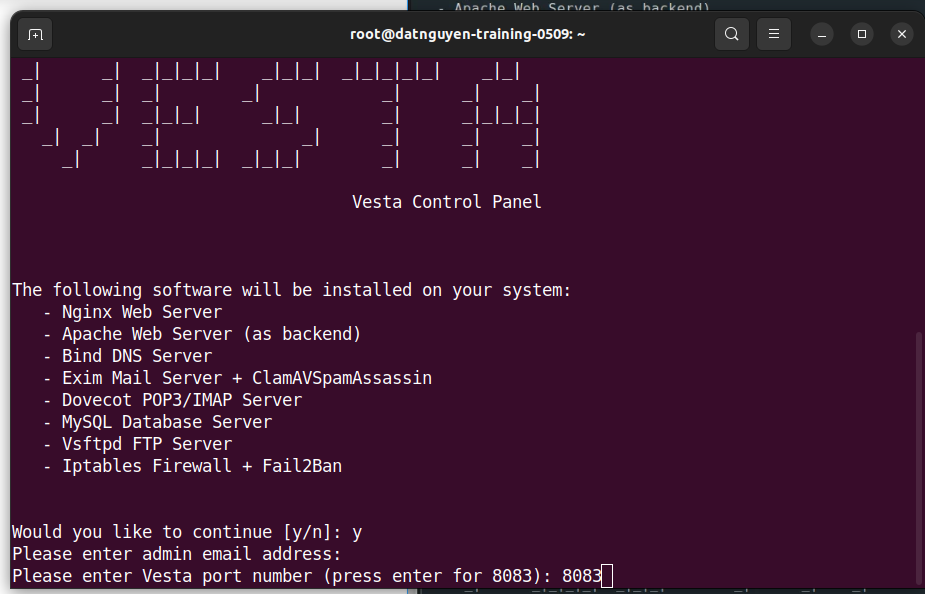 - Apache Web Server (as backend)
root@datnguyen-training-0509: ~
_|      _|  _|_|_|_|    _|_|_|  _|_|_|_|_|    _|_|
_|      _|  _|        _|            _|      _|    _|
_|      _|  _|_|_|      _|_|        _|      _|_|_|_|
  _|  _|    _|              _|      _|      _|    _|
    _|      _|_|_|_|  _|_|_|        _|      _|    _|
Vesta Control Panel
The following software will be installed on your system:
- Nginx Web Server
- Apache Web Server (as backend)
- Bind DNS Server
- Exim Mail Server + ClamAVSpamAssassin
- Dovecot POP3/IMAP Server
- MySQL Database Server
- Vsftpd FTP Server
- Iptables Firewall + Fail2Ban
Would you like to continue [y/n]: y
Please enter admin email address:
Please enter Vesta port number (press enter for 8083): 8083